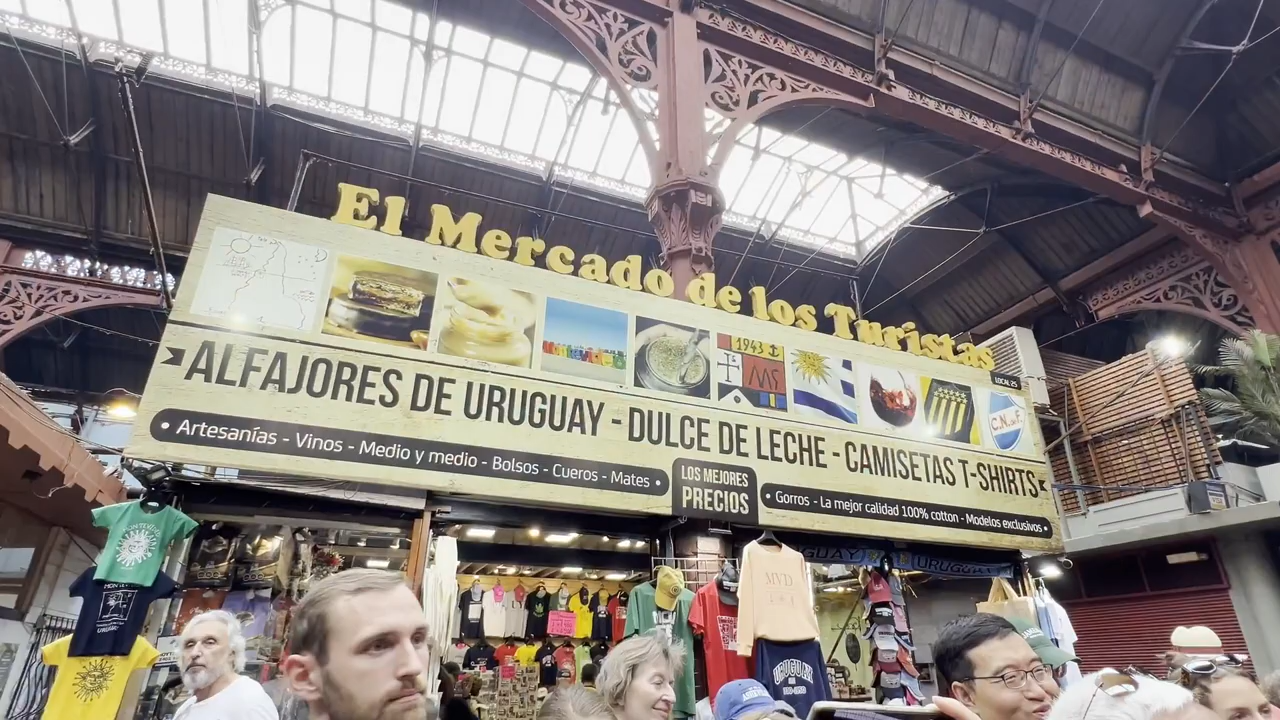 El Mercado de los Turistas
LOCAL 25
1943
C.N. de F.
ALFAJORES DE URUGUAY - DULCE DE LECHE - CAMISETAS T-SHIRTS
• Artesanías - Vinos - Medio y medio - Bolsos - Cueros - Mates •
LOS MEJORES
PRECIOS
• Gorros - La mejor calidad 100% cotton - Modelos exclusivos •
URUGUAY
MVD
URUGUAY